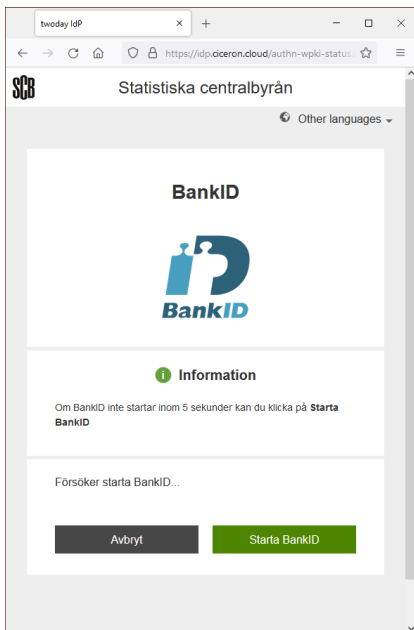 twoday IdP
https://idp.ciceron.cloud/authn-wpki-status
SCB
Statistiska centralbyrån
Other languages
BankID
BankID
Information
Om BankID inte startar inom 5 sekunder kan du klicka på Starta
BankID
Försöker starta BankID...
Avbryt
Starta BankID